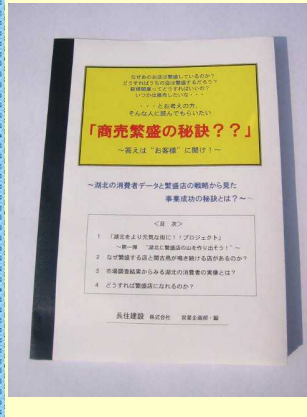 なぜあのお店は繁盛しているのか?
どうすればうちの店は繁盛するだろう?
新規開業ってどうすればいいの?
いつかは商売したいな・・・
・・・とお考えの方、
そんな人に読んでもらいたい
「商売繁盛の秘訣??」
~答えは“お客様”に聞け!~
~湖北の消費者データと繁盛店の戦略から見た
事業成功の秘訣とは?~
<目 次>
1 「湖北をより元気な街に!!プロジェクト」
~第一弾 “湖北に繁盛店の山を作り出そう!”~
2 なぜ繁盛する店と閑古鳥が鳴き続ける店があるのか?
3 市場調査結果からみる湖北の消費者の実像とは?
4 どうすれば繁盛店になれるのか?
長住建設 株式会社 営業企画部・編